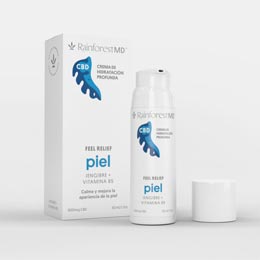 RainforestMD
CBD
CREMA DE
HIDRATACIÓN
PROFUNDA
FEEL RELIEF
piel
JENGIBRE +
VITAMINA B5
Calma y mejora la
apariencia de la piel
RainforestMD
CBD
CREMA DE
HIDRATACIÓN
PROFUNDA
FEEL RELIEF
piel
JENGIBRE +
VITAMINA B5